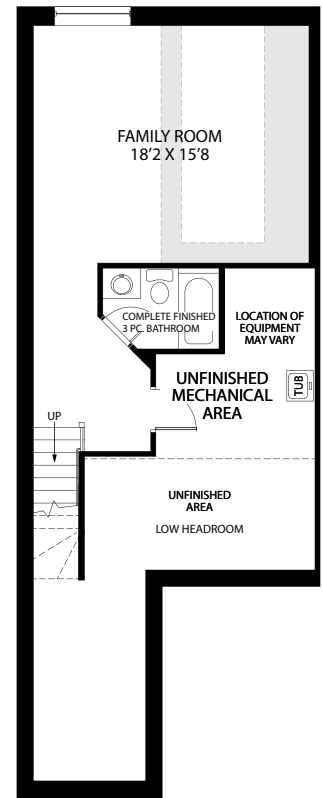 FAMILY ROOM
18'2 X 15'8
COMPLETE FINISHED
3 PC. BATHROOM
LOCATION OF
EQUIPMENT
MAY VARY
UNFINISHED
MECHANICAL
AREA
TUB
UP
UNFINISHED
AREA
LOW HEADROOM